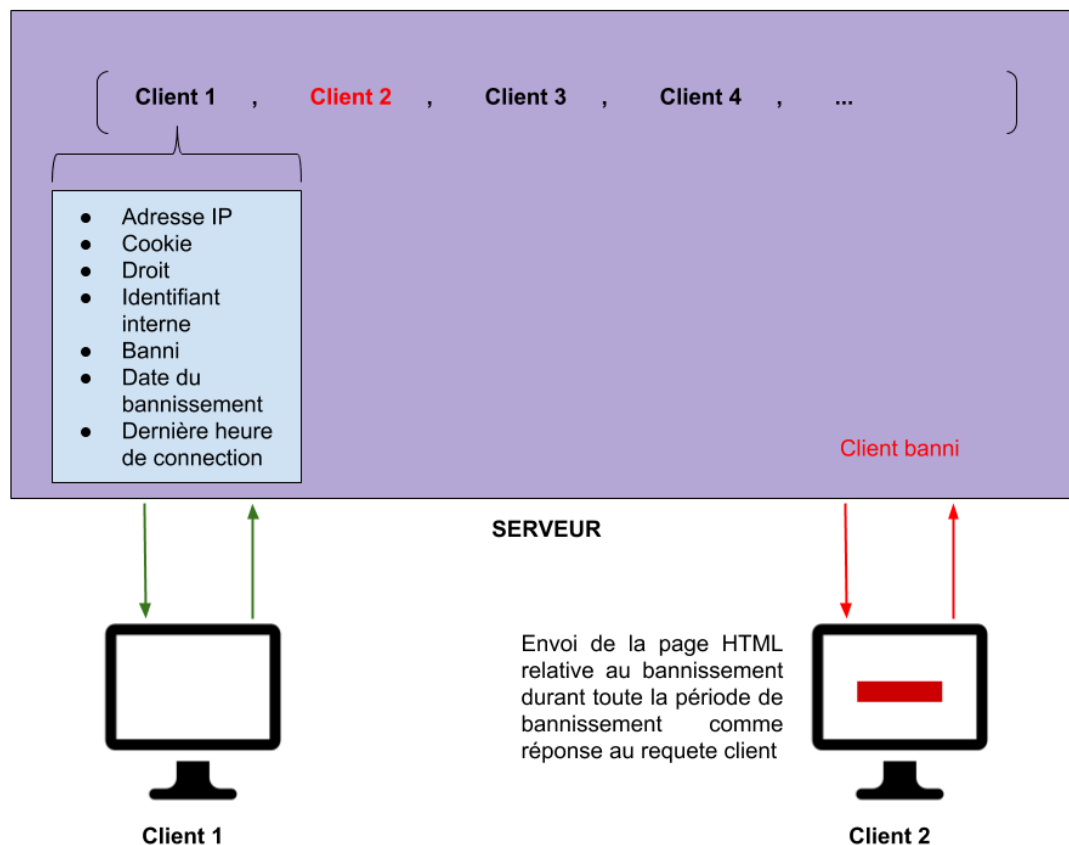 Client 1 , Client 2 , Client 3 , Client 4 , ...
● Adresse IP
● Cookie
● Droit
● Identifiant
interne
● Banni
● Date du
bannissement
● Dernière heure
de connection
Client banni
SERVEUR
Envoi de la page HTML
relative au bannissement
durant toute la période de
bannissement comme
réponse au requete client
Client 1
Client 2